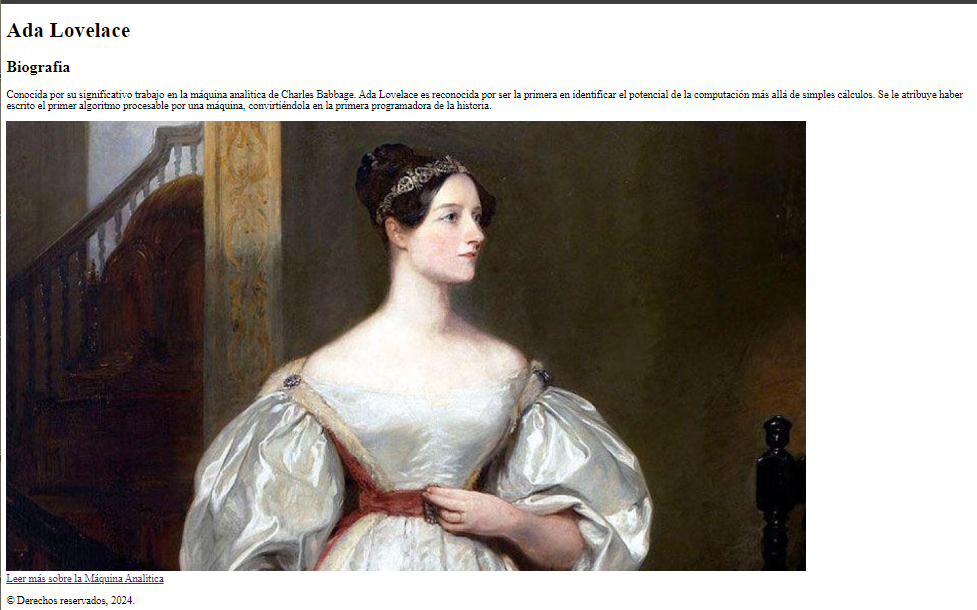 Ada Lovelace
Biografía
Conocida por su significativo trabajo en la máquina analítica de Charles Babbage. Ada Lovelace es reconocida por ser la primera en identificar el potencial de la computación más allá de simples cálculos. Se le atribuye haber
escrito el primer algoritmo procesable por una máquina, convirtiéndola en la primera programadora de la historia.
Leer más sobre la Máquina Analítica
© Derechos reservados, 2024.